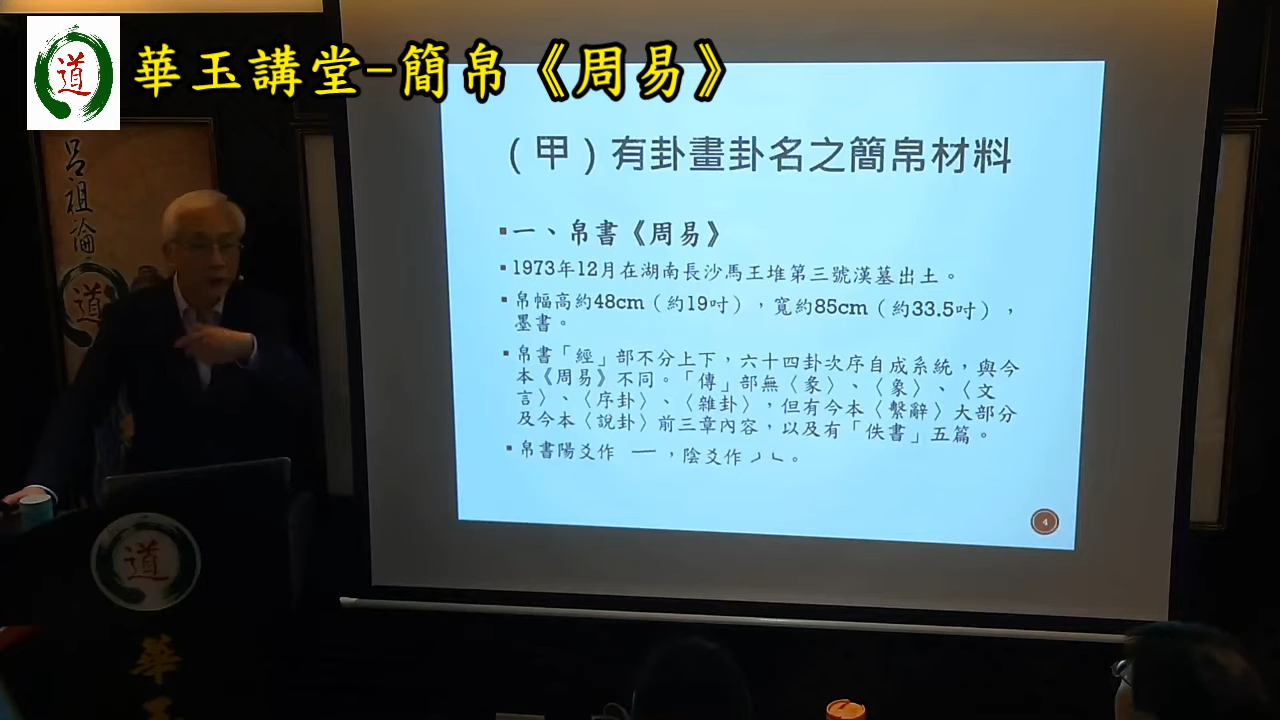 道
華玉講堂-簡帛《周易》
呂祖論
道
(甲)有卦畫卦名之簡帛材料
一、帛書《周易》
1973年12月在湖南長沙馬王堆第三號漢墓出土。
帛幅高約48cm(約19吋),寬約85cm(約33.5吋),
墨書。
帛書「經」部不分上下,六十四卦次序自成系統,與今
本《周易》不同。「傳」部無〈彖〉、〈象〉、〈文
言〉、〈序卦〉、〈雜卦〉,但有今本〈繫辭〉大部分
及今本〈說卦〉前三章內容,以及有「佚書」五篇。
帛書陽爻作 一,陰爻作 ㇓㇄。
4
道
華
玉